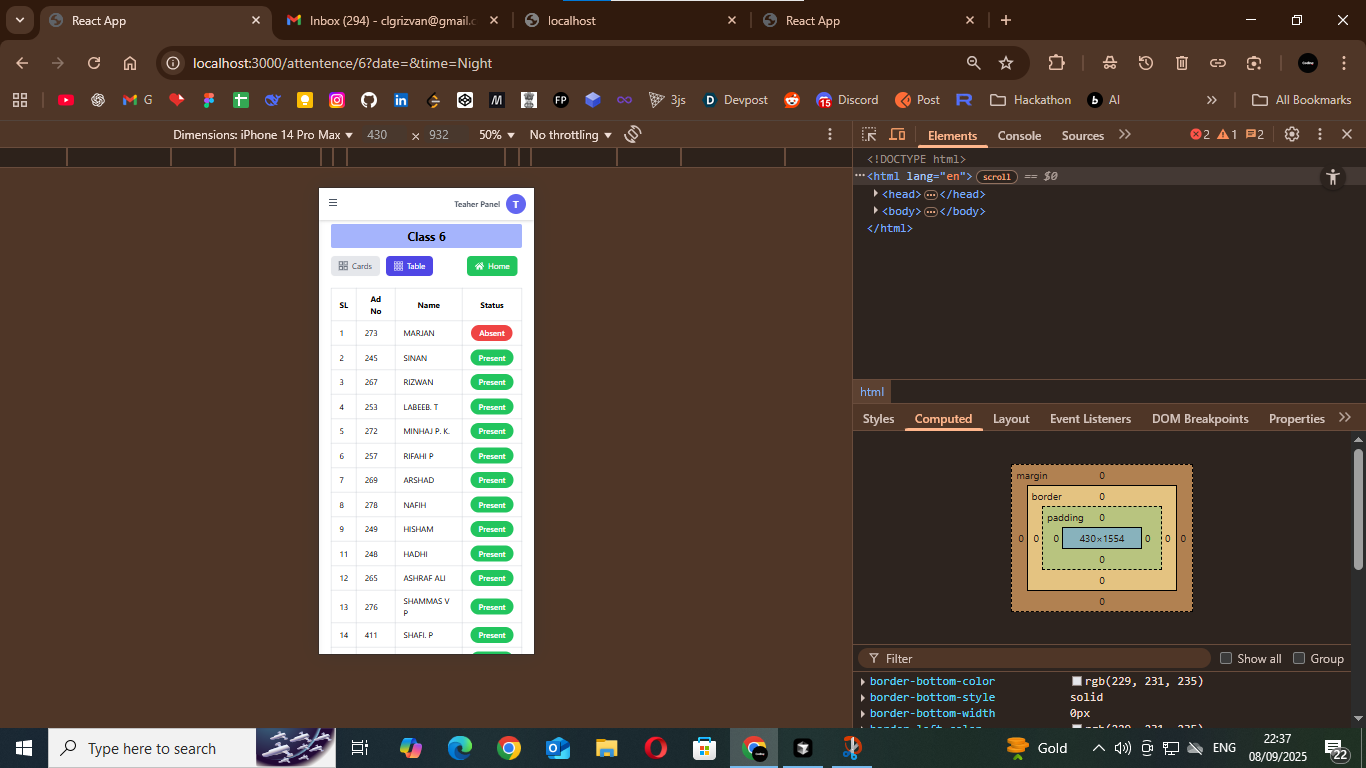 React App
Inbox (294) - clgrizvan@gmail.c
localhost
React App
localhost:3000/attentence/6?date=&time=Night
G
3js
Devpost
Discord
Post
Hackathon
AI
All Bookmarks
Dimensions: iPhone 14 Pro Max
430 × 932
50%
No throttling
Elements
Console
Sources
2
1
2
<!DOCTYPE html>
<html lang="en"> scroll == $0
<head> </head>
<body> </body>
</html>
Teaher Panel T
Class 6
Cards
Table
Home
SL Ad No Name Status
1 273 MARJAN Absent
2 245 SINAN Present
3 267 RIZWAN Present
4 253 LABEEB. T Present
5 272 MINHAJ P. K. Present
6 257 RIFAHI P Present
7 269 ARSHAD Present
8 278 NAFIH Present
9 249 HISHAM Present
11 248 HADHI Present
12 265 ASHRAF ALI Present
13 276 SHAMMAS V P Present
14 411 SHAFI. P Present
html
Styles
Computed
Layout
Event Listeners
DOM Breakpoints
Properties
margin 0
border 0
padding 0
0 0 0 430×1554 0 0 0
0
0
0
Filter
Show all
Group
border-bottom-color rgb(229, 231, 235)
border-bottom-style solid
border-bottom-width 0px
border-left-color rgb(229, 231, 235)
Type here to search
Gold
ENG
22:37
08/09/2025
22